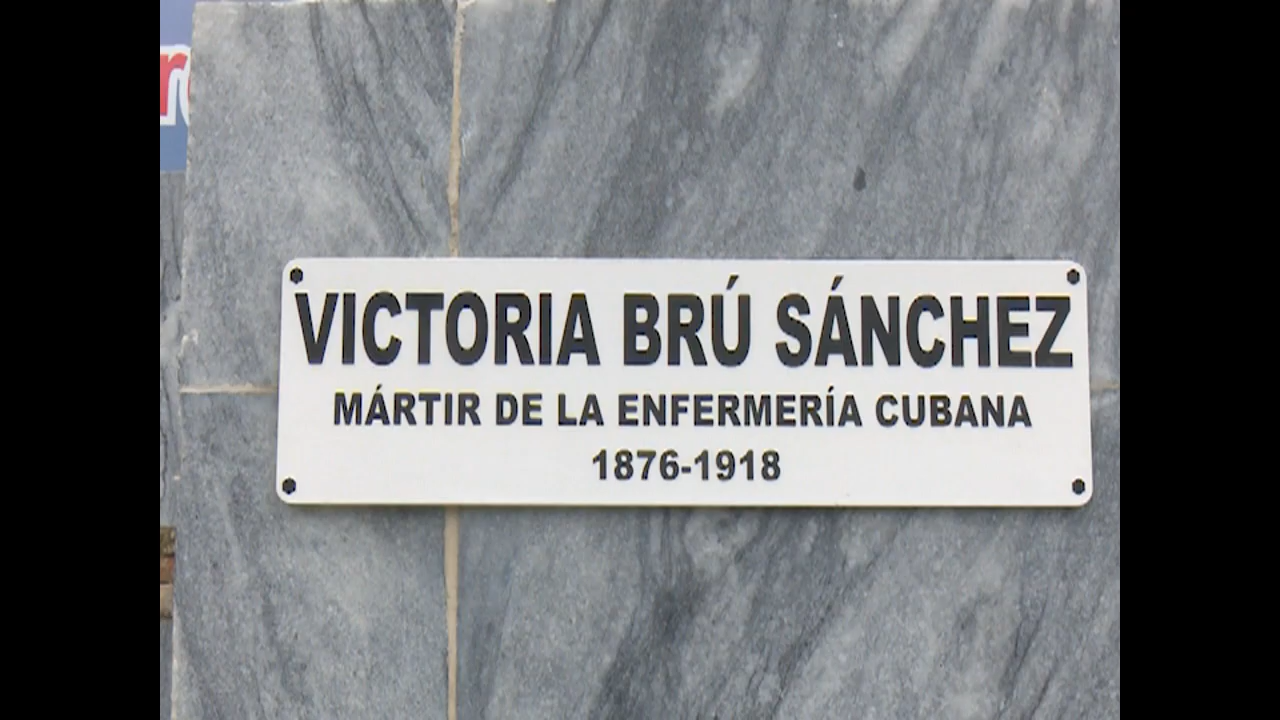 VICTORIA BRÚ SÁNCHEZ
MÁRTIR DE LA ENFERMERÍA CUBANA
1876-1918